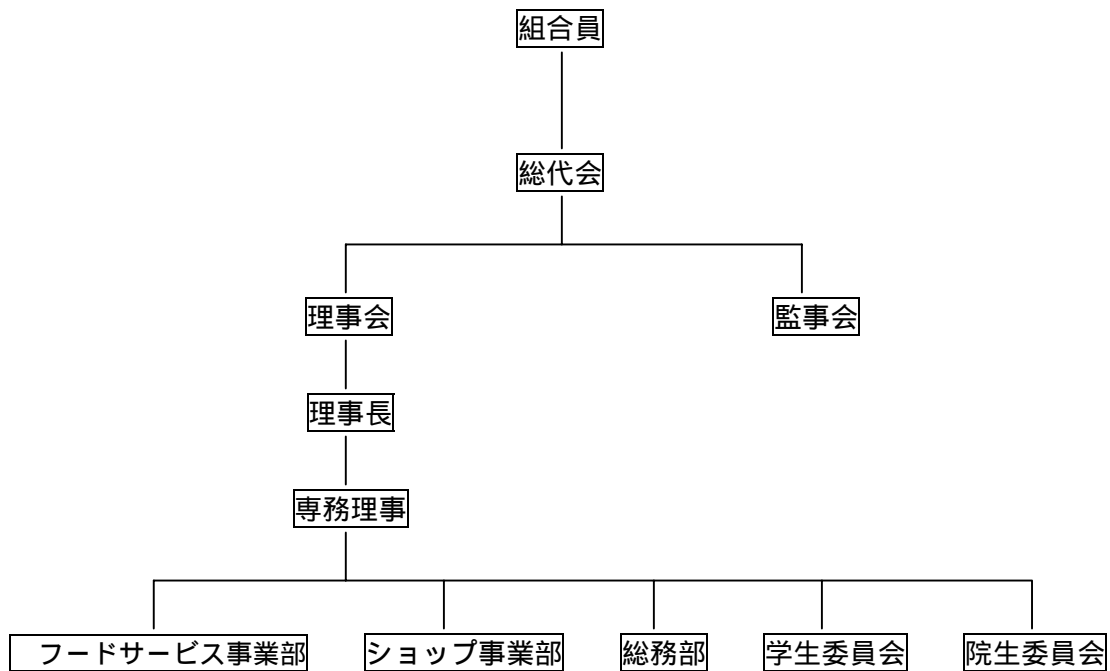 組合員
総代会
理事会
監事会
理事長
専務理事
フードサービス事業部
ショップ事業部
総務部
学生委員会
院生委員会